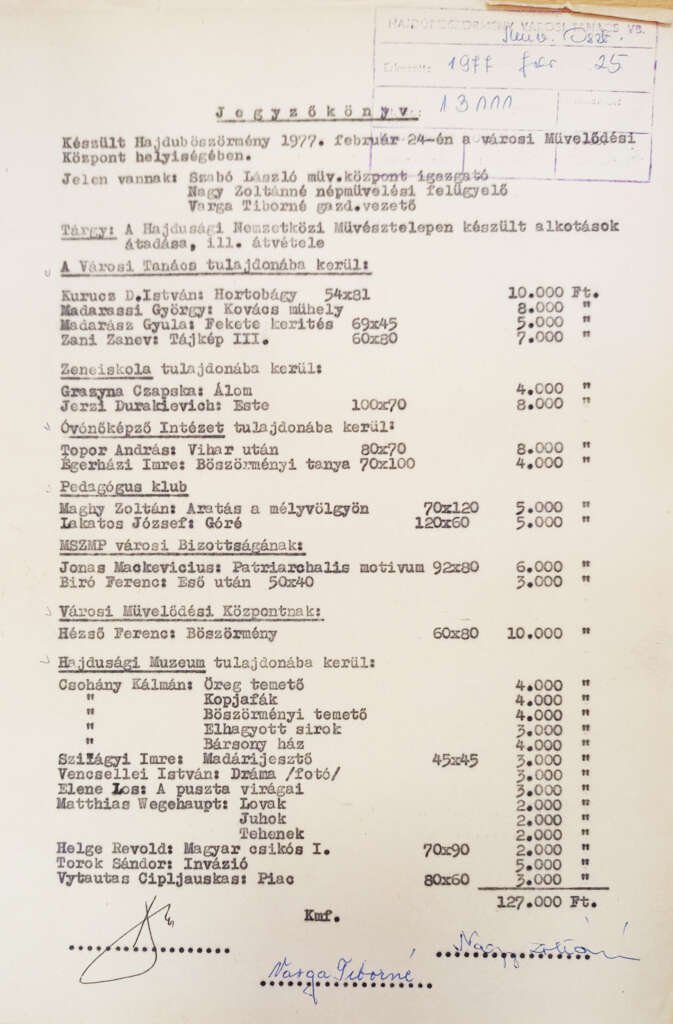 HAJDUBÖSZÖRMÉNY VÁROSI TANÁCS VB.
Müv. Oszt.
Érkezett: 1977 febr 25
13000
Jegyzőkönyv
Készült Hajduböszörmény 1977. február 24-én a városi Müvelődési
Központ helyiségében.
Jelen vannak: Szabó László müv.központ igazgató
Nagy Zoltánné népmüvelési felügyelő
Varga Tiborné gazd.vezető
Tárgy: A Hajdusági Nemzetközi Müvésztelepen készült alkotások
átadása, ill. átvétele
A Városi Tanács tulajdonába kerül:
Kurucz D.István: Hortobágy 54x81 10.000 Ft.
Madarassi György: Kovács mühely 8.000 "
Madarász Gyula: Fekete kerités 69x45 5.000 "
Zani Zanev: Tájkép III. 60x80 7.000 "
Zeneiskola tulajdonába kerül:
Grazyna Czapska: Álom 4.000 "
Jerzi Durakievich: Este 100x70 8.000 "
Óvónőképző Intézet tulajdonába kerül:
Topor András: Vihar után 80x70 8.000 "
Égerházi Imre: Böszörményi tanya 70x100 4.000 "
Pedagógus klub
Maghy Zoltán: Aratás a mélyvölgyön 70x120 5.000 "
Lakatos József: Góré 120x60 5.000 "
MSZMP városi Bizottságának:
Jonas Mackevicius: Patriarchalis motivum 92x80 6.000 "
Biró Ferenc: Eső után 50x40 3.000 "
Városi Müvelődési Központnak:
Hézső Ferenc: Böszörmény 60x80 10.000 "
Hajdusági Muzeum tulajdonába kerül:
Csohány Kálmán: Öreg temető 4.000 "
" Kopjafák 4.000 "
" Böszörményi temető 4.000 "
" Elhagyott sirok 3.000 "
" Bársony ház 4.000 "
Szilágyi Imre: Madárijesztő 45x45 3.000 "
Vencsellei István: Dráma /fotó/ 3.000 "
Elene Los: A puszta virágai 3.000 "
Matthias Wegehaupt: Lovak 2.000 "
Juhok 2.000 "
Tehenek 2.000 "
Helge Revold: Magyar csikós I. 70x90 2.000 "
Torok Sándor: Invázió 5.000 "
Vytautas Cipljauskas: Piac 80x60 3.000 "
127.000 Ft.
Kmf.
Nagy Zoltánné
Varga Tiborné